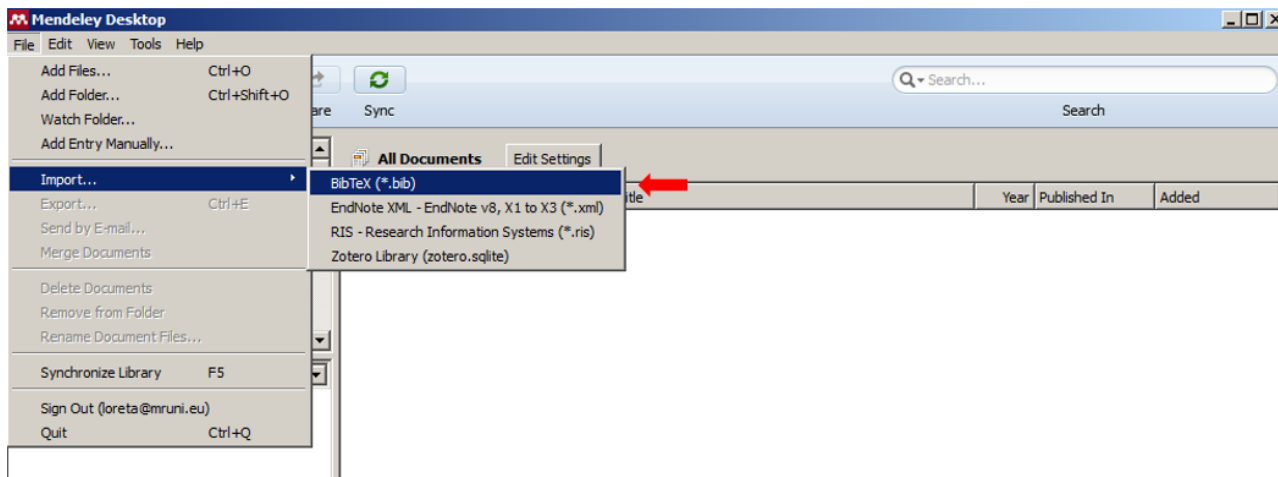 Mendeley Desktop
File Edit View Tools Help
Add Files... Ctrl+O
Add Folder... Ctrl+Shift+O
Watch Folder...
Add Entry Manually...
Import...
Export... Ctrl+E
Send by E-mail...
Merge Documents
Delete Documents
Remove from Folder
Rename Document Files...
Synchronize Library F5
Sign Out (loreta@mruni.eu)
Quit Ctrl+Q
are Sync
Search...
Search
All Documents Edit Settings
BibTeX (*.bib)
EndNote XML - EndNote v8, X1 to X3 (*.xml)
RIS - Research Information Systems (*.ris)
Zotero Library (zotero.sqlite)
itle Year Published In Added